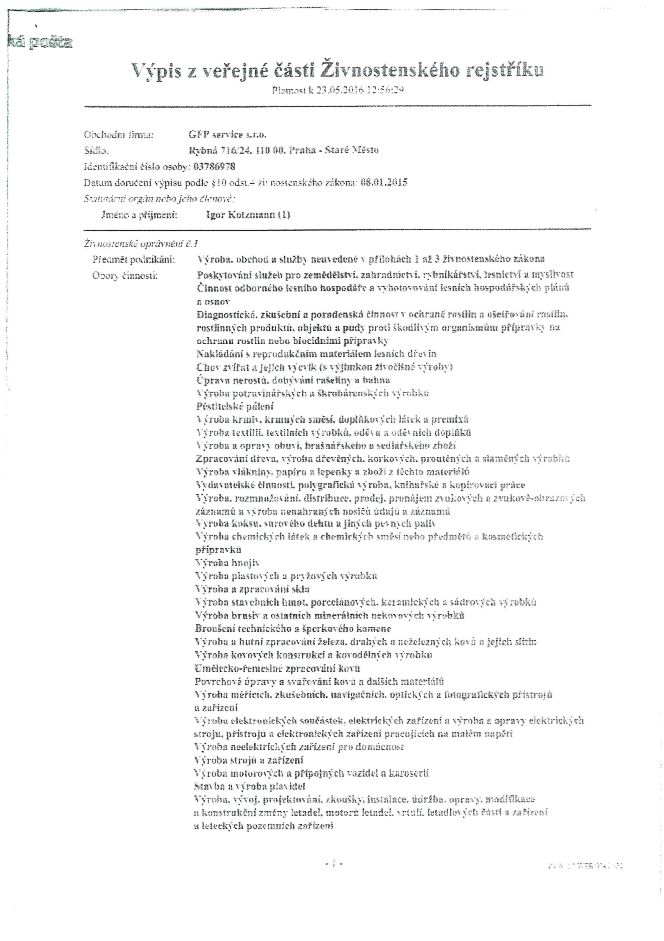 ká pošta
Výpis z veřejné části Živnostenského rejstříku
Platnost k 23.05.2016 12:56:29
Obchodní firma: GFP service s.r.o.
Sídlo: Rybná 716/24, 110 00, Praha - Staré Město
Identifikační číslo osoby: 03786978
Datum doručení výpisu podle §10 odst.4 živnostenského zákona: 08.01.2015
Statutární orgán nebo jeho členové:
Jméno a příjmení: Igor Kotzmann (1)
Živnostenské oprávnění č.1
Předmět podnikání: Výroba, obchod a služby neuvedené v přílohách 1 až 3 živnostenského zákona
Obory činnosti: Poskytování služeb pro zemědělství, zahradnictví, rybníkářství, lesnictví a myslivost
Činnost odborného lesního hospodáře a vyhotovování lesních hospodářských plánů
a osnov
Diagnostická, zkušební a poradenská činnost v ochraně rostlin a ošetřování rostlin,
rostlinných produktů, objektů a půdy proti škodlivým organismům přípravky na
ochranu rostlin nebo biocidními přípravky
Nakládání s reprodukčním materiálem lesních dřevin
Chov zvířat a jejich výcvik (s výjimkou živočišné výroby)
Úprava nerostů, dobývání rašeliny a bahna
Výroba potravinářských a škrobárenských výrobků
Pěstitelské pálení
Výroba krmiv, krmných směsí, doplňkových látek a premixů
Výroba textilií, textilních výrobků, oděvů a oděvních doplňků
Výroba a opravy obuvi, brašnářského a sedlářského zboží
Zpracování dřeva, výroba dřevěných, korkových, proutěných a slaměných výrobků
Výroba vlákniny, papíru a lepenky a zboží z těchto materiálů
Vydavatelské činnosti, polygrafická výroba, knihařské a kopírovací práce
Výroba, rozmnožování, distribuce, prodej, pronájem zvukových a zvukově-obrazových
záznamů a výroba nenahraných nosičů údajů a záznamů
Výroba koksu, surového dehtu a jiných pevných paliv
Výroba chemických látek a chemických směsí nebo předmětů a kosmetických
přípravků
Výroba hnojiv
Výroba plastových a pryžových výrobků
Výroba a zpracování skla
Výroba stavebních hmot, porcelánových, keramických a sádrových výrobků
Výroba brusiv a ostatních minerálních nekovových výrobků
Broušení technického a šperkového kamene
Výroba a hutní zpracování železa, drahých a neželezných kovů a jejich slitin
Výroba kovových konstrukcí a kovodělných výrobků
Umělecko-řemeslné zpracování kovů
Povrchové úpravy a svařování kovů a dalších materiálů
Výroba měřicích, zkušebních, navigačních, optických a fotografických přístrojů
a zařízení
Výroba elektronických součástek, elektrických zařízení a výroba a opravy elektrických
strojů, přístrojů a elektronických zařízení pracujících na malém napětí
Výroba neelektrických zařízení pro domácnost
Výroba strojů a zařízení
Výroba motorových a přípojných vozidel a karoserií
Stavba a výroba plavidel
Výroba, vývoj, projektování, zkoušky, instalace, údržba, opravy, modifikace
a konstrukční změny letadel, motorů letadel, vrtulí, letadlových částí a zařízení
a leteckých pozemních zařízení